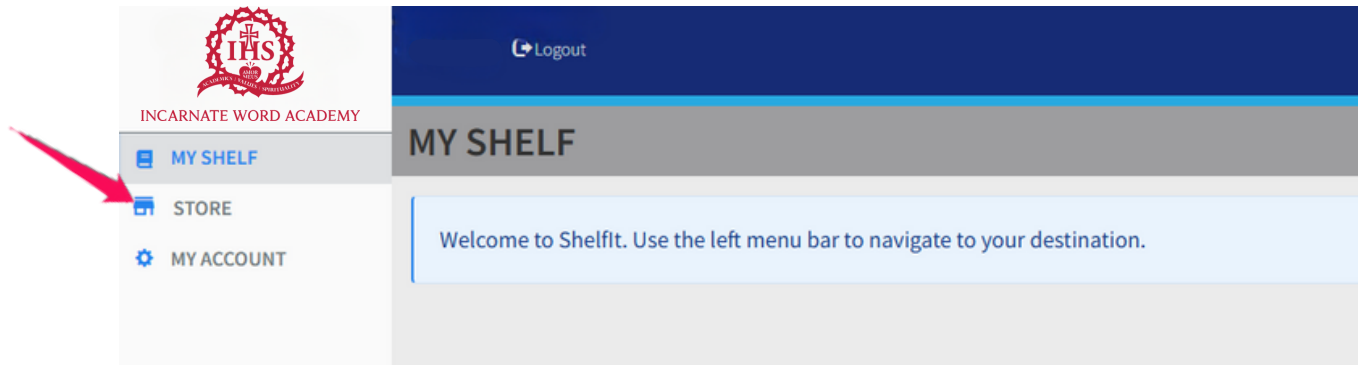 IHS
AMOR MEUS
ACADEMICS | VALUES | SPIRITUALITY
INCARNATE WORD ACADEMY
MY SHELF
STORE
MY ACCOUNT
Logout
MY SHELF
Welcome to ShelfIt. Use the left menu bar to navigate to your destination.